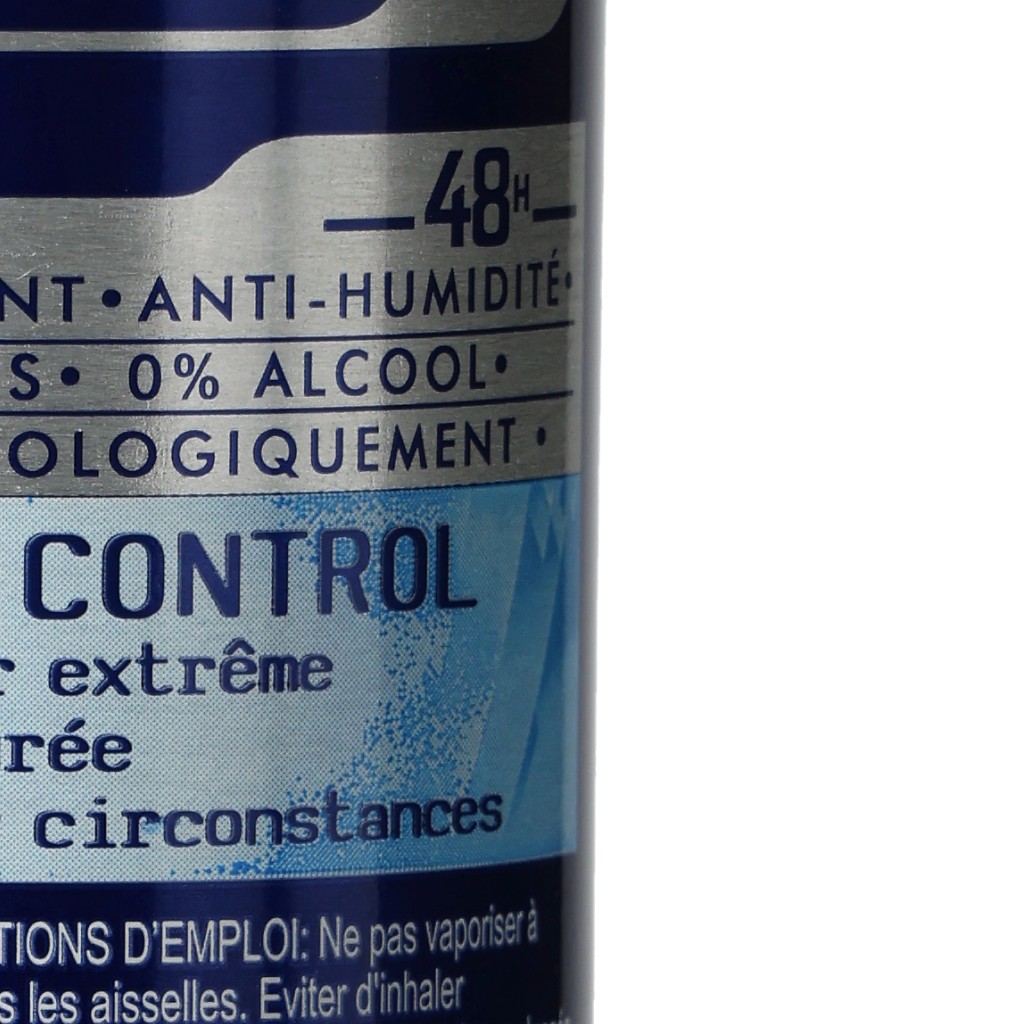 48H
NT • ANTI-HUMIDITÉ •
S • 0% ALCOOL •
OLOGIQUEMENT •
CONTROL
r extrême
rée
circonstances
TIONS D'EMPLOI: Ne pas vaporiser à
s les aisselles. Eviter d'inhaler